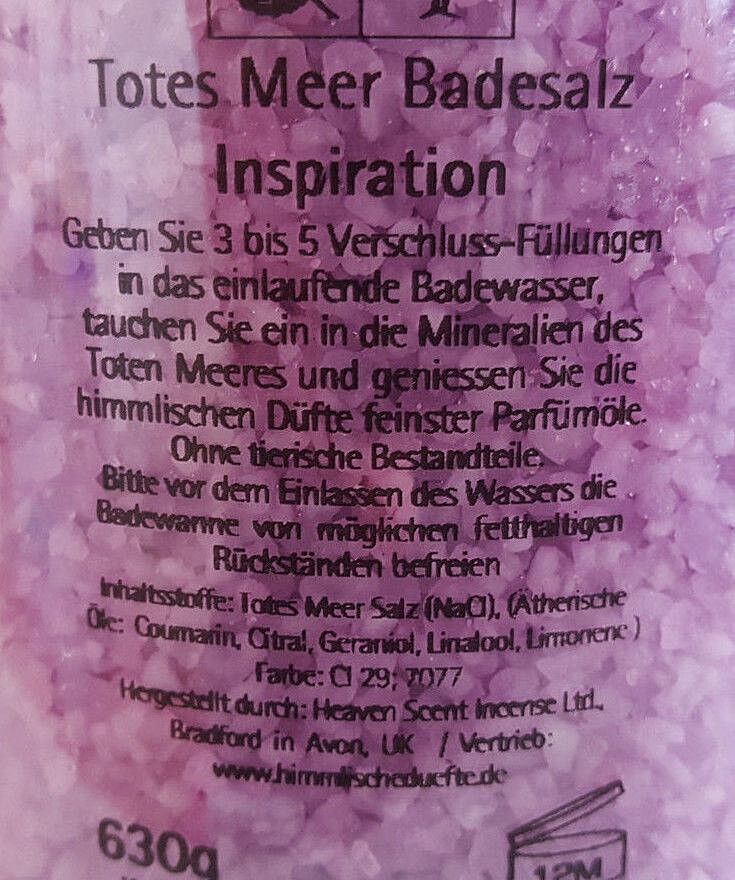 Totes Meer Badesalz
Inspiration
Geben Sie 3 bis 5 Verschluss-Füllungen
in das einlaufende Badewasser,
tauchen Sie ein in die Mineralien des
Toten Meeres und geniessen Sie die
himmlischen Düfte feinster Parfümöle.
Ohne tierische Bestandteile.
Bitte vor dem Einlassen des Wassers die
Badewanne von möglichen fetthaltigen
Rückständen befreien
Inhaltsstoffe: Totes Meer Salz (NaCl), (Ätherische
Öle: Coumarin, Citral, Geraniol, Linalool, Limonene )
Farbe: CI 29; 7077
Hergestellt durch: Heaven Scent Incense Ltd.,
Bradford in Avon, UK / Vertrieb:
www.himmlischeduefte.de
630g
12M